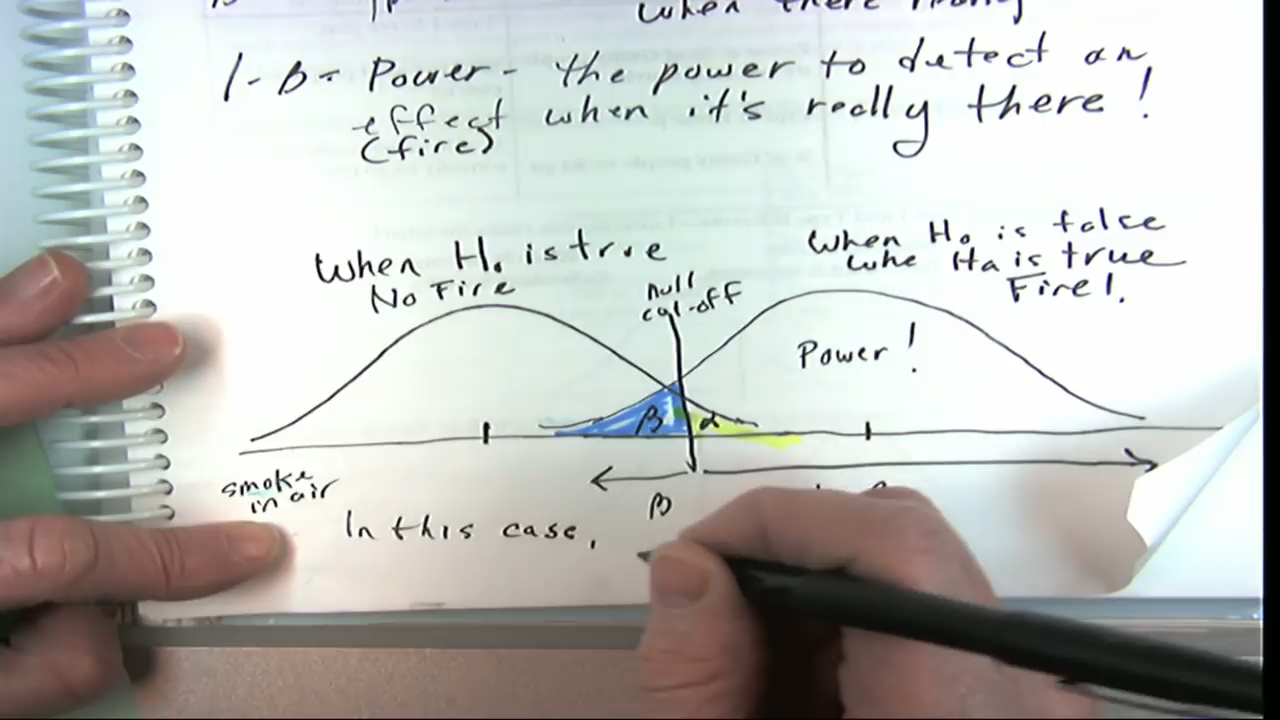 when there
1-B = Power - the power to detect an
effect when it's really there!
(fire)
When H₀ is true
No Fire
null
cut-off
When H₀ is false
whe Ha is true
Fire!.
Power!
β α
smoke
in air
β
In this case,